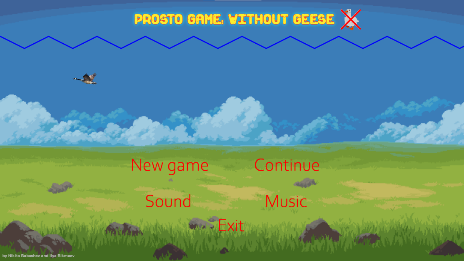 PROSTO GAME, WITHOUT GEESE
New game
Continue
Sound
Music
Exit